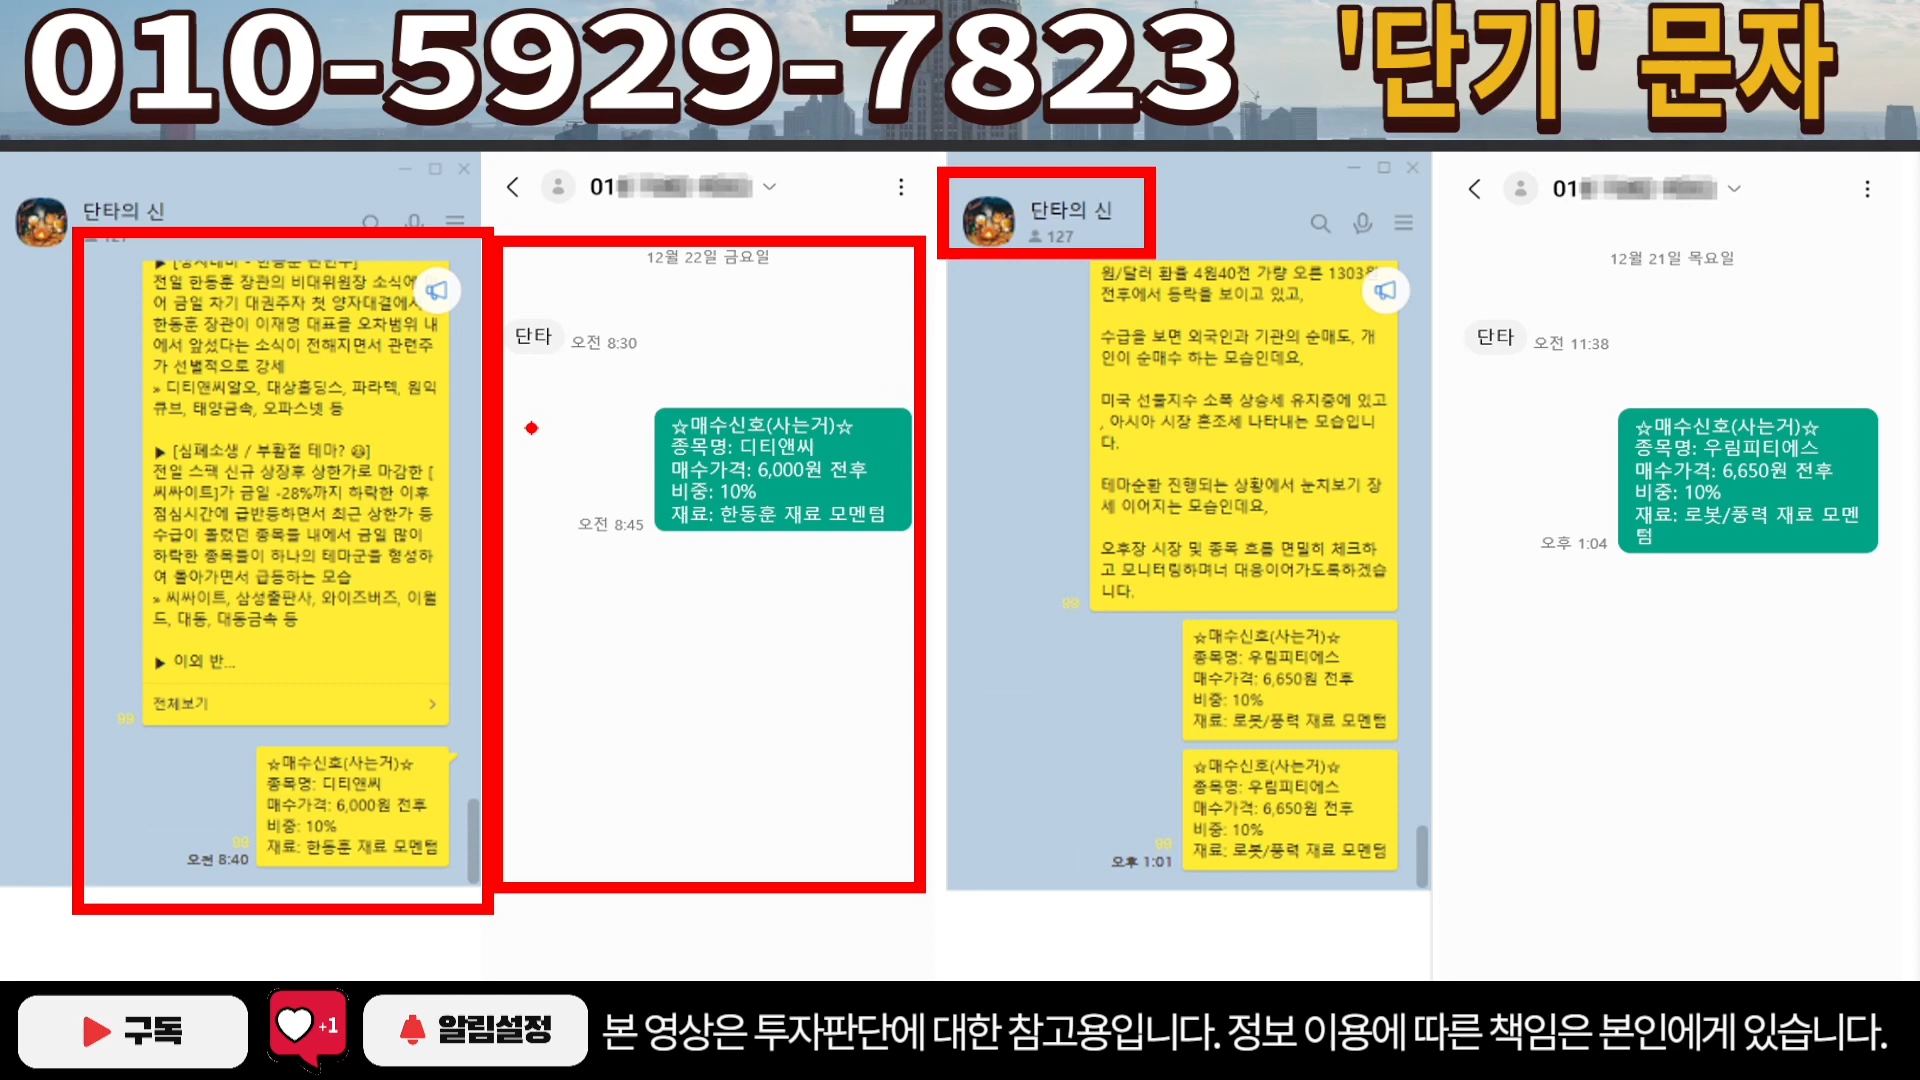 010-5929-7823 '단기' 문자
단타의 신
127
전일 한동훈 장관의 비대위원장 소식에
어 금일 차기 대권주자 첫 양자대결에서
한동훈 장관이 이재명 대표를 오차범위 내
에서 앞섰다는 소식이 전해지면서 관련주
가 선별적으로 강세
» 디티앤씨알오, 대상홀딩스, 파라텍, 원익
큐브, 태양금속, 오파스넷 등
▶ [심폐소생 / 부활절 테마? ]
전일 스팩 신규 상장후 상한가로 마감한 [
씨싸이트]가 금일 -28%까지 하락한 이후
점심시간에 급반등하면서 최근 상한가 등
수급이 몰렸던 종목들 내에서 금일 많이
하락한 종목들이 하나의 테마군을 형성하
여 돌아가면서 급등하는 모습
» 씨싸이트, 삼성출판사, 와이즈버즈, 이월
드, 대동, 대동금속 등
▶ 이외 반...
전체보기
99
☆매수신호(사는거)☆
종목명: 디티앤씨
매수가격: 6,000원 전후
비중: 10%
재료: 한동훈 재료 모멘텀
99
오전 8:40
01
12월 22일 금요일
단타
오전 8:30
☆매수신호(사는거)☆
종목명: 디티앤씨
매수가격: 6,000원 전후
비중: 10%
재료: 한동훈 재료 모멘텀
오전 8:45
단타의 신
127
원/달러 환율 4원40전 가량 오른 1303원
전후에서 등락을 보이고 있고,
수급을 보면 외국인과 기관의 순매도, 개
인이 순매수 하는 모습인데요,
미국 선물지수 소폭 상승세 유지중에 있고
, 아시아 시장 혼조세 나타내는 모습입니
다.
테마순환 진행되는 상황에서 눈치보기 장
세 이어지는 모습인데요,
오후장 시장 및 종목 흐름 면밀히 체크하
고 모니터링하며너 대응이어가도록하겠습
니다.
99
☆매수신호(사는거)☆
종목명: 우림피티에스
매수가격: 6,650원 전후
비중: 10%
재료: 로봇/풍력 재료 모멘텀
☆매수신호(사는거)☆
종목명: 우림피티에스
매수가격: 6,650원 전후
비중: 10%
재료: 로봇/풍력 재료 모멘텀
99
오후 1:01
01
12월 21일 목요일
단타
오전 11:38
☆매수신호(사는거)☆
종목명: 우림피티에스
매수가격: 6,650원 전후
비중: 10%
재료: 로봇/풍력 재료 모멘
텀
오후 1:04
구독
+1
알림설정
본 영상은 투자판단에 대한 참고용입니다. 정보 이용에 따른 책임은 본인에게 있습니다.